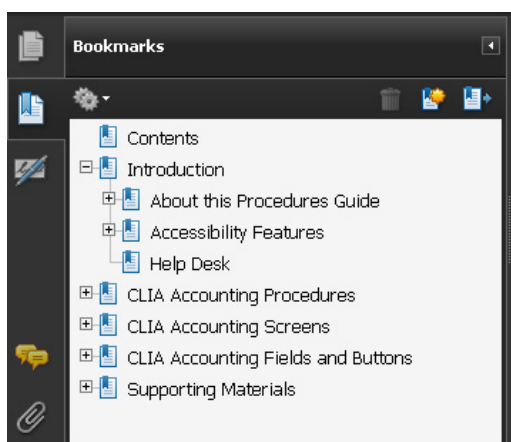 Bookmarks
Contents
Introduction
About this Procedures Guide
Accessibility Features
Help Desk
CLIA Accounting Procedures
CLIA Accounting Screens
CLIA Accounting Fields and Buttons
Supporting Materials